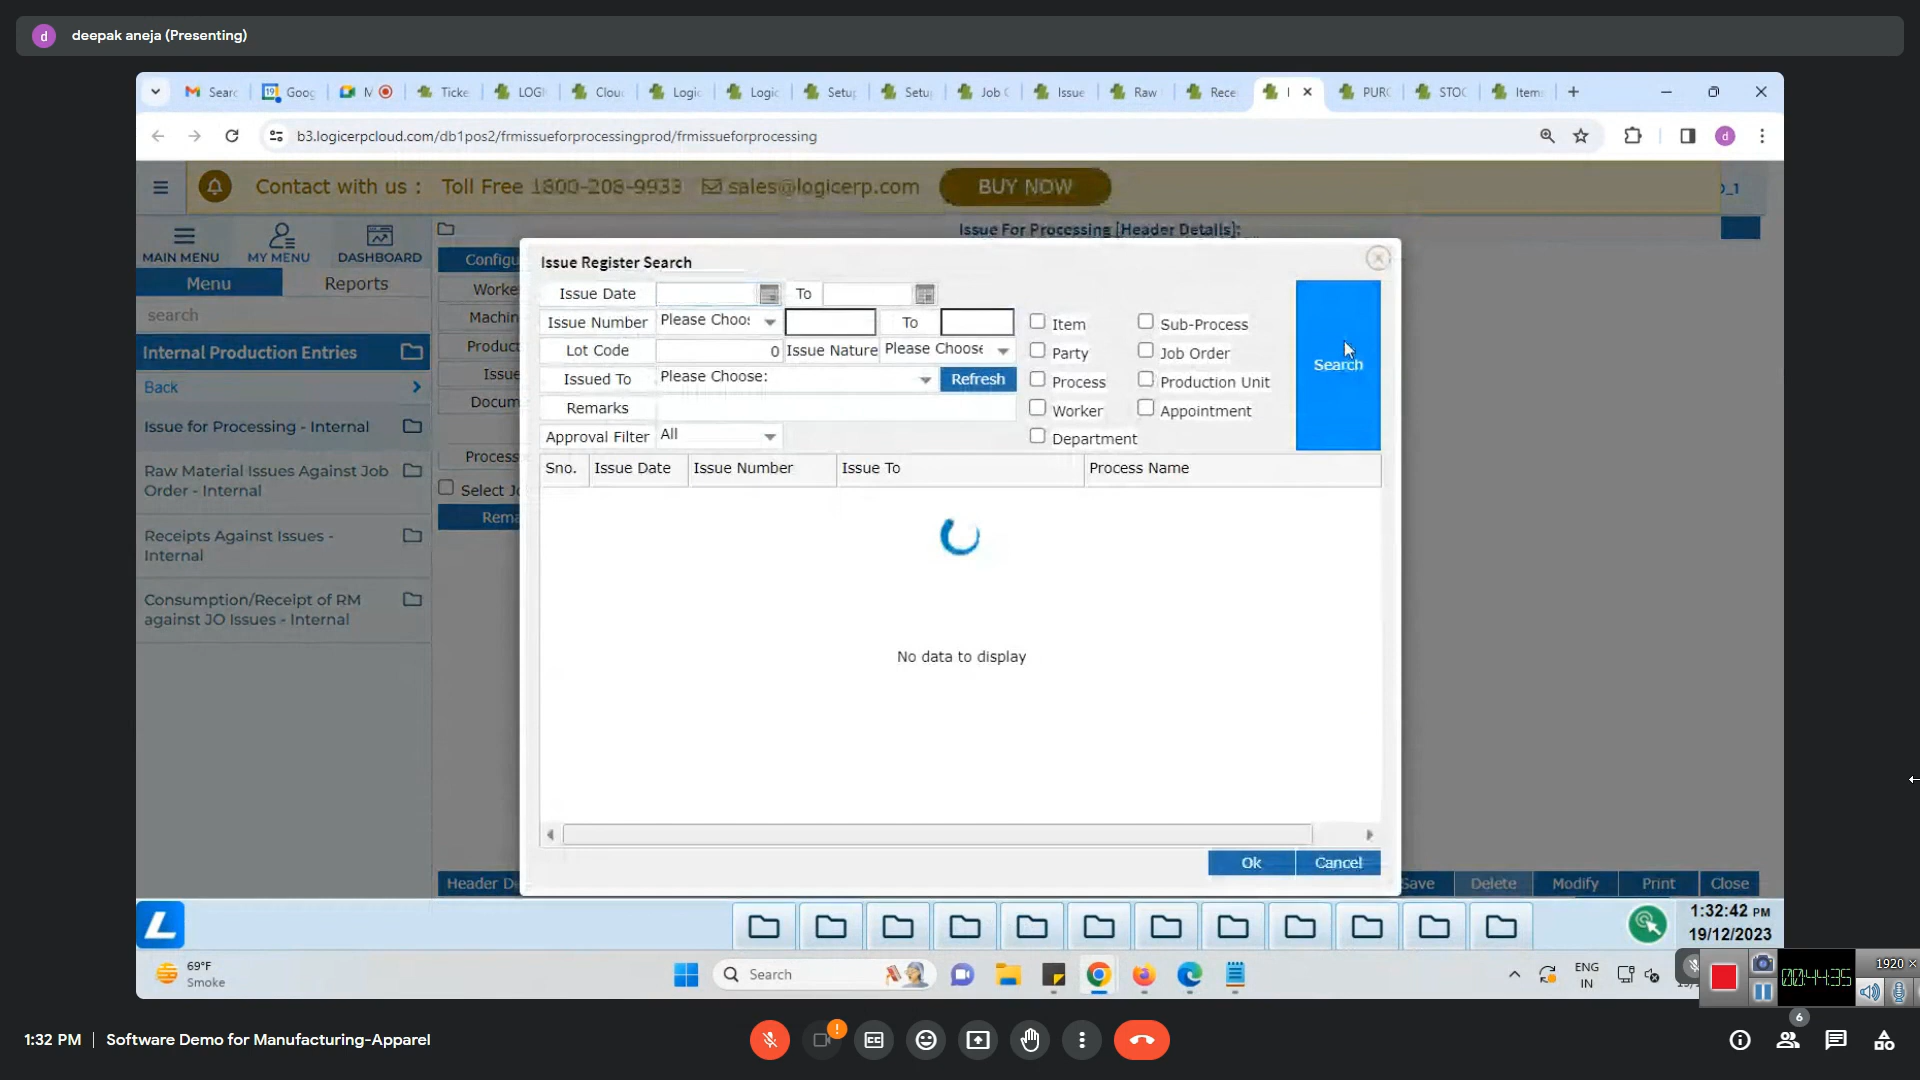 d deepak aneja (Presenting)
Sear Goog M Ticke LOGI Clou Logic Logic Setu Setu Job C Issue Raw Rece I PURC STOC Item
b3.logicerpcloud.com/db1pos2/frmissueforprocessingprod/frmissueforprocessing d
Contact with us : Toll Free 1800-208-9933 sales@logicerp.com BUY NOW
MAIN MENU MY MENU DASHBOARD
Issue For Processing [Header Details]:
Menu Reports
search
Internal Production Entries
Back
Issue for Processing - Internal
Raw Material Issues Against Job
Order - Internal
Receipts Against Issues -
Internal
Consumption/Receipt of RM
against JO Issues - Internal
Configu
Worke
Machin
Product
Issue
Docum
Process
Select Jo
Rema
Header D
Issue Register Search
Issue Date To
Issue Number Please Choo: To
Lot Code 0 Issue Nature Please Choose
Issued To Please Choose: Refresh
Remarks
Approval Filter All
Item Sub-Process
Party Job Order
Process Production Unit
Worker Appointment
Department
Search
Sno. Issue Date Issue Number Issue To Process Name
No data to display
Ok Cancel
Save Delete Modify Print Close
L 1:32:42 PM
19/12/2023
69°F
Smoke
Search
ENG
IN
00:44:35
1920 ×
6
1:32 PM | Software Demo for Manufacturing-Apparel